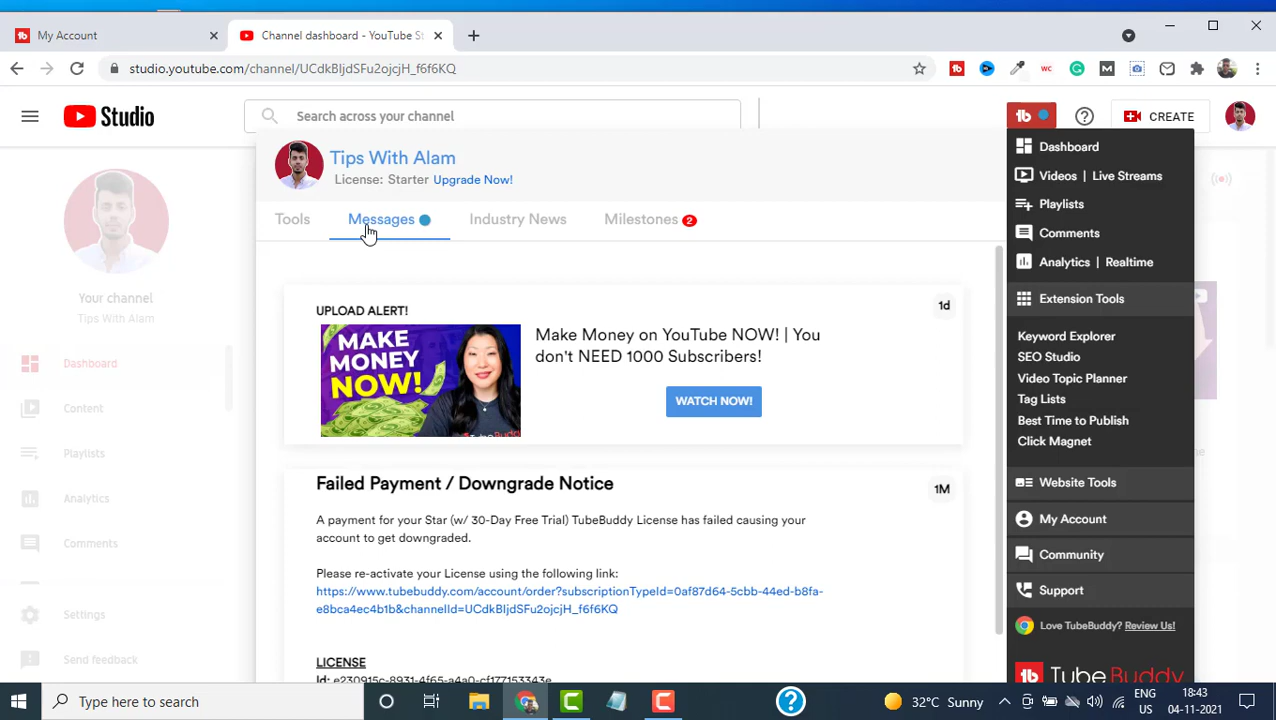 My Account
Channel dashboard - YouTube St
studio.youtube.com/channel/UCdkBljdSFu2ojcjH_f6f6KQ
Studio
Search across your channel
CREATE
Tips With Alam
License: Starter Upgrade Now!
Tools
Messages
Industry News
Milestones 2
UPLOAD ALERT!
1d
MAKE
MONEY
NOW!
TubeBuddy
Make Money on YouTube NOW! | You
don't NEED 1000 Subscribers!
WATCH NOW!
Failed Payment / Downgrade Notice
1M
A payment for your Star (w/ 30-Day Free Trial) TubeBuddy License has failed causing your
account to get downgraded.
Please re-activate your License using the following link:
https://www.tubebuddy.com/account/order?subscriptionTypeId=0af87d64-5cbb-44ed-b8fa-
e8bca4ec4b1b&channelId=UCdkBljdSFu2ojcjH_f6f6KQ
LICENSE
Id: e230915c-8931-4f65-a4a0-cf177153343e
Your channel
Tips With Alam
Dashboard
Content
Playlists
Analytics
Comments
Settings
Send feedback
Dashboard
Videos | Live Streams
Playlists
Comments
Analytics | Realtime
Extension Tools
Keyword Explorer
SEO Studio
Video Topic Planner
Tag Lists
Best Time to Publish
Click Magnet
Website Tools
My Account
Community
Support
Love TubeBuddy? Review Us!
TubeBuddy
Type here to search
32°C Sunny
ENG
US
18:43
04-11-2021